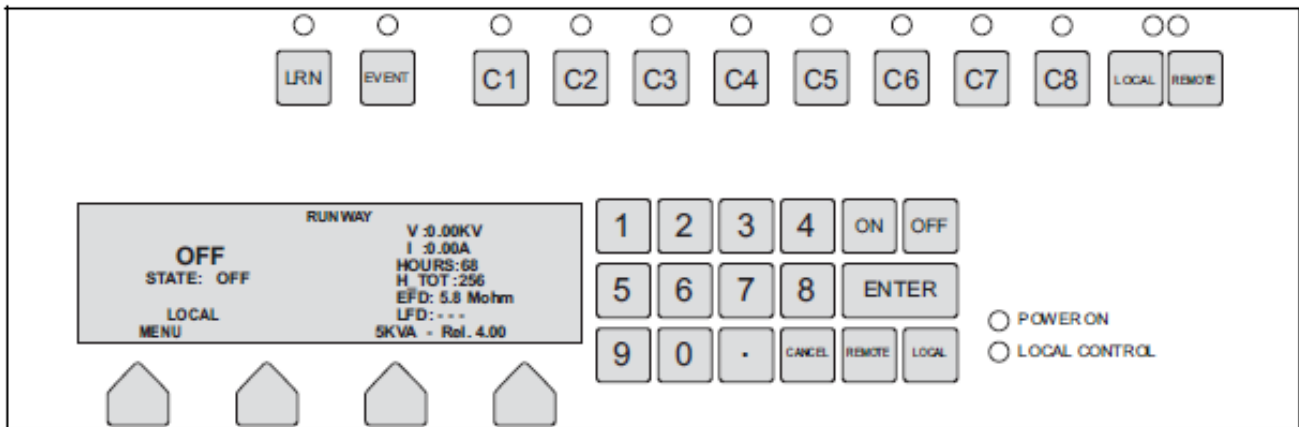 LRN EVENT C1 C2 C3 C4 C5 C6 C7 C8 LOCAL REMOTE
RUNWAY
V :0.00KV
OFF
I :0.00A
HOURS:68
STATE: OFF
H_TOT:256
EFD: 5.8 Mohm
LOCAL LFD:- - -
MENU 5KVA - Rel. 4.00
1 2 3 4 ON OFF
5 6 7 8 ENTER
9 0 . CANCEL REMOTE LOCAL
POWER ON
LOCAL CONTROL